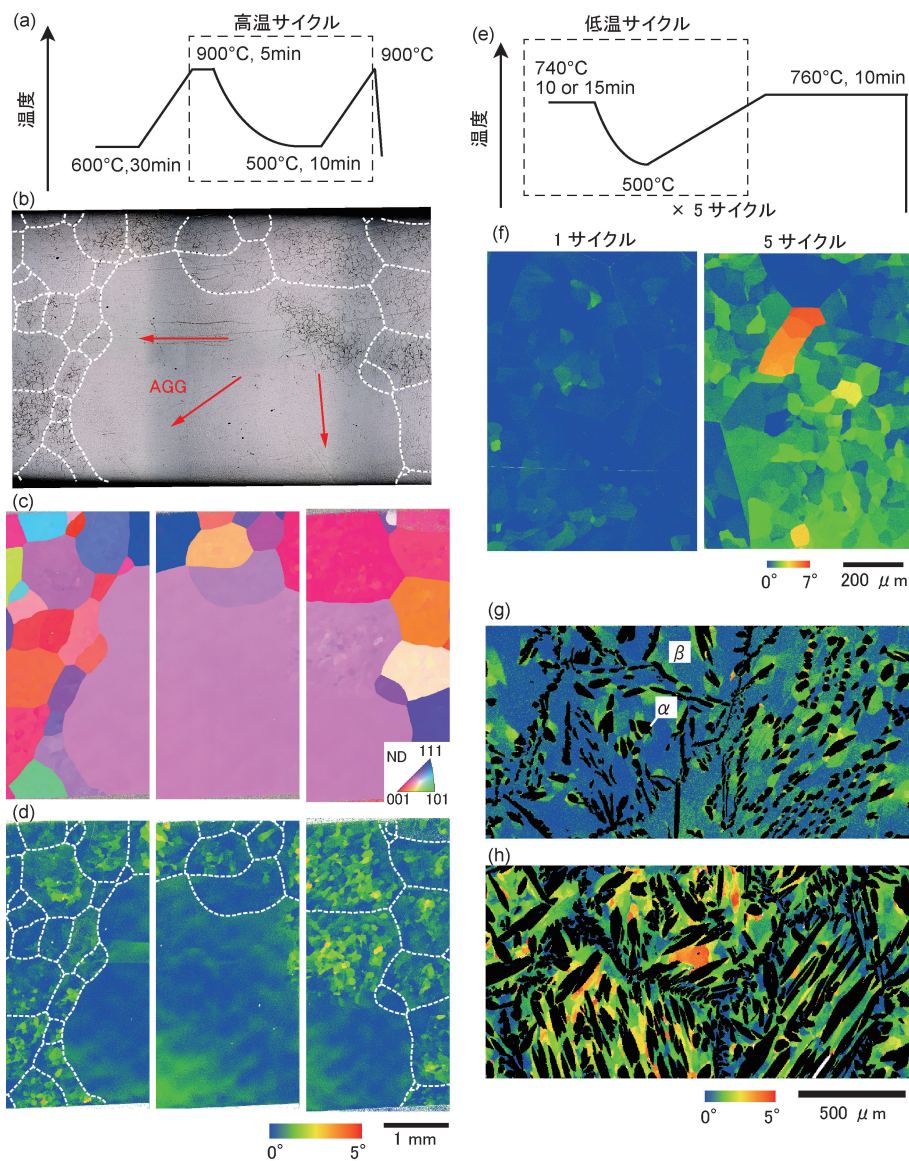 (a)
高温サイクル
900°C, 5min
900°C
温度
600°C,30min
500°C, 10min
(b)
AGG
(c)
ND
111
001
101
(d)
0°
5°
1 mm
(e)
低温サイクル
740°C
10 or 15min
760°C, 10min
温度
500°C
× 5サイクル
(f)
1サイクル
5サイクル
0°
7°
200 μm
(g)
β
α
(h)
0°
5°
500 μm